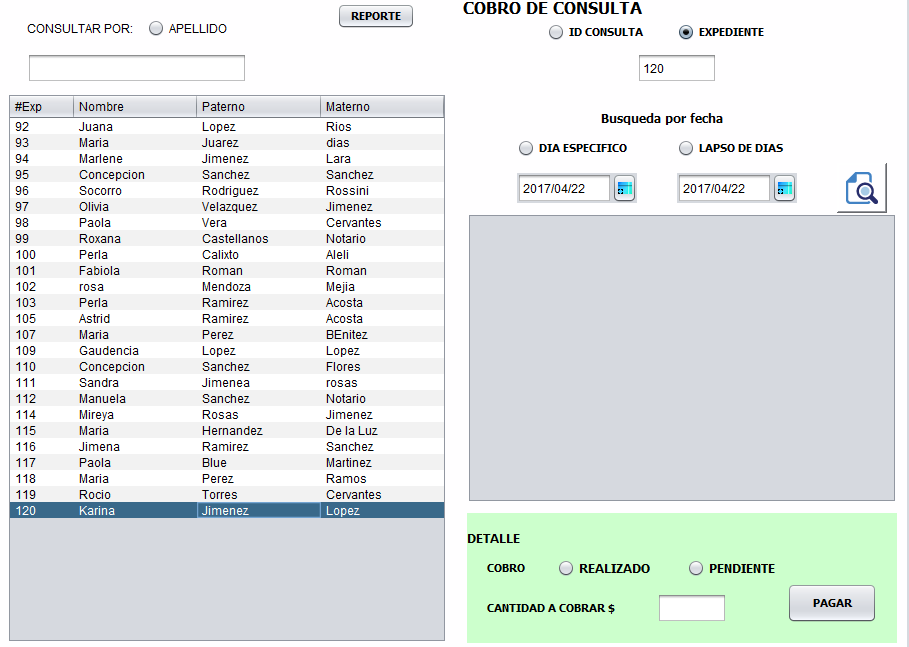 CONSULTAR POR: APELLIDO
REPORTE
#Exp Nombre Paterno Materno
92 Juana Lopez Rios
93 Maria Juarez dias
94 Marlene Jimenez Lara
95 Concepcion Sanchez Sanchez
96 Socorro Rodriguez Rossini
97 Olivia Velazquez Jimenez
98 Paola Vera Cervantes
99 Roxana Castellanos Notario
100 Perla Calixto Aleli
101 Fabiola Roman Roman
102 rosa Mendoza Mejia
103 Perla Ramirez Acosta
105 Astrid Ramirez Acosta
107 Maria Perez BEnitez
109 Gaudencia Lopez Lopez
110 Concepcion Sanchez Flores
111 Sandra Jimenea rosas
112 Manuela Sanchez Notario
114 Mireya Rosas Jimenez
115 Maria Hernandez De la Luz
116 Jimena Ramirez Sanchez
117 Paola Blue Martinez
118 Maria Perez Ramos
119 Rocio Torres Cervantes
120 Karina Jimenez Lopez
COBRO DE CONSULTA
ID CONSULTA EXPEDIENTE
120
Busqueda por fecha
DIA ESPECIFICO LAPSO DE DIAS
2017/04/22 2017/04/22
DETALLE
COBRO REALIZADO PENDIENTE
CANTIDAD A COBRAR $
PAGAR